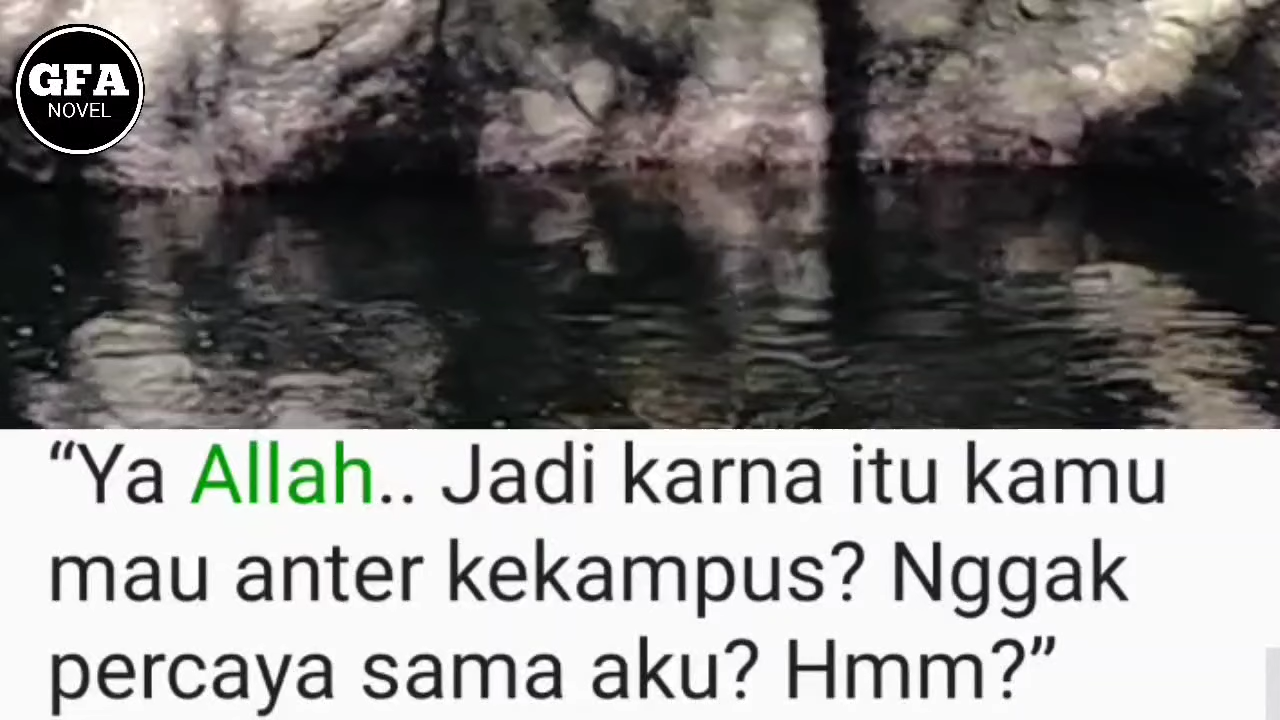 GFA
NOVEL
“Ya Allah.. Jadi karna itu kamu
mau anter kekampus? Nggak
percaya sama aku? Hmm?”